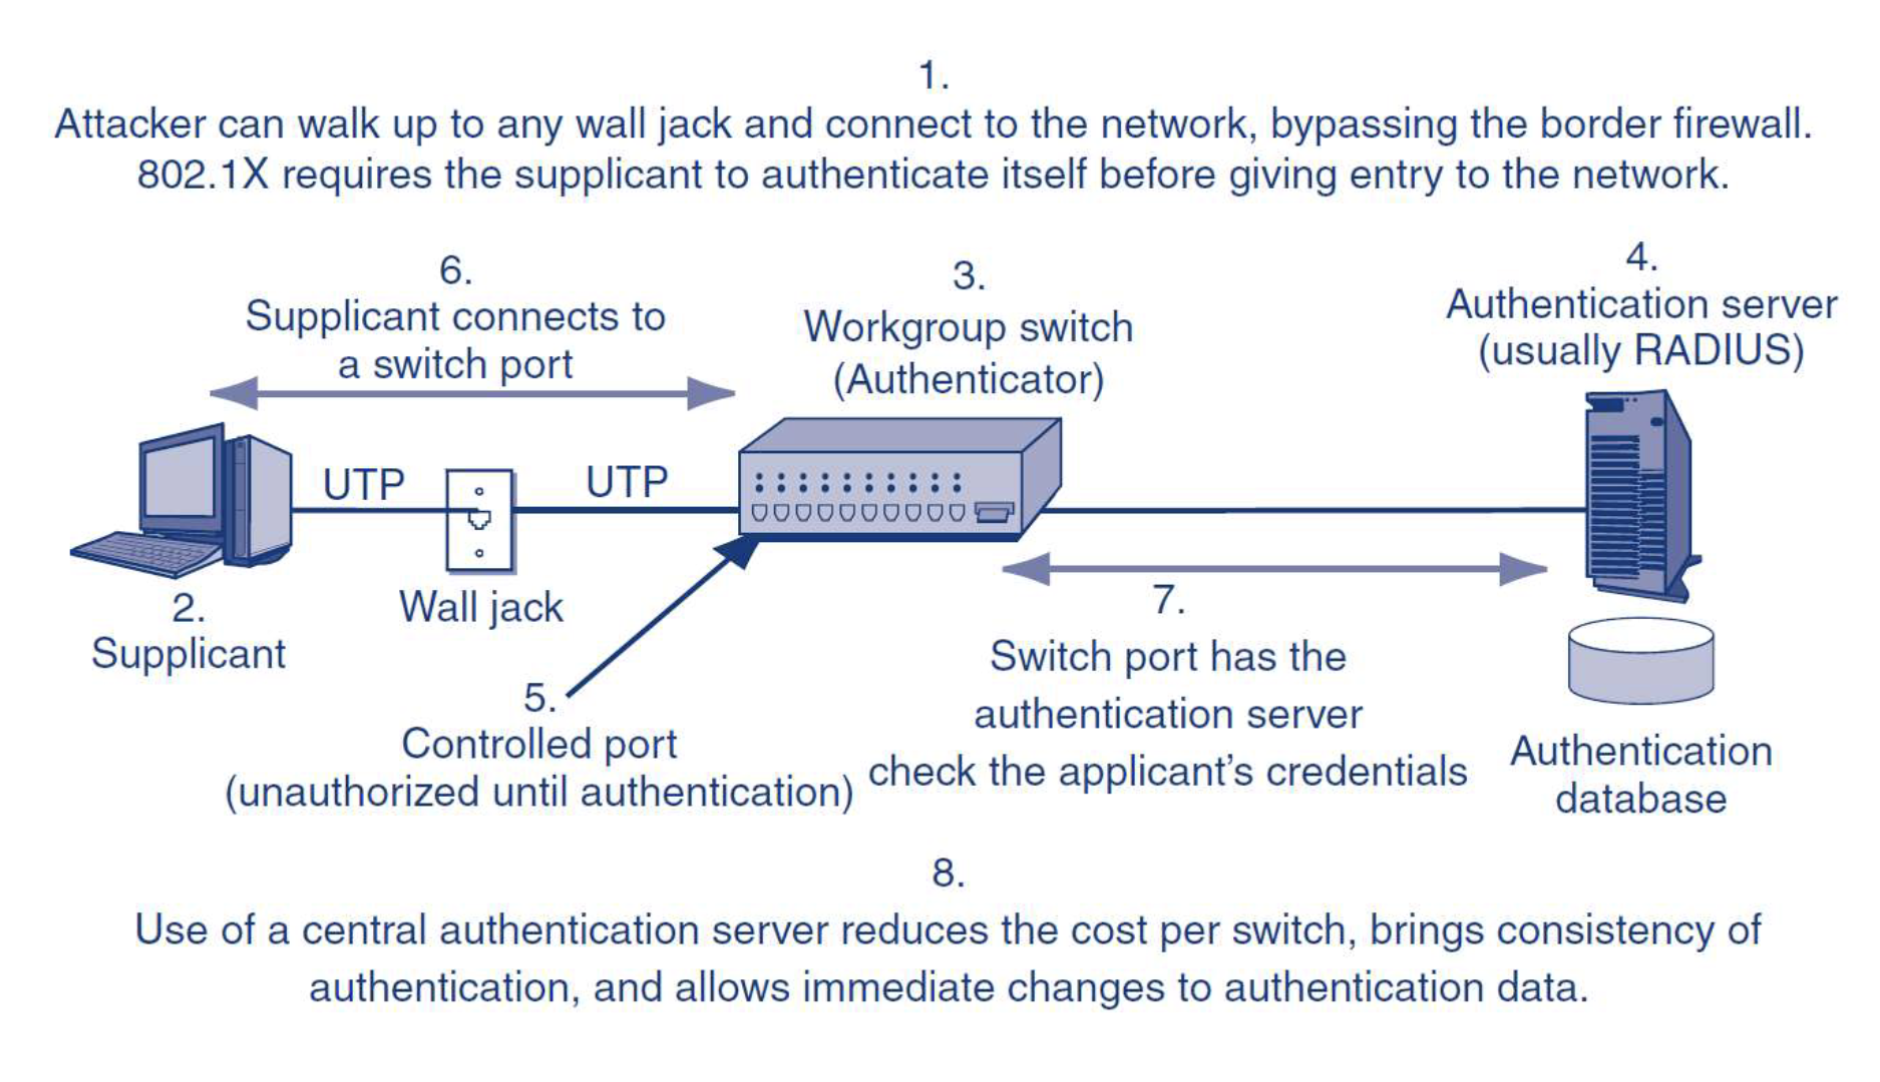 1.
Attacker can walk up to any wall jack and connect to the network, bypassing the border firewall.
802.1X requires the supplicant to authenticate itself before giving entry to the network.
6.
Supplicant connects to
a switch port
3.
Workgroup switch
(Authenticator)
4.
Authentication server
(usually RADIUS)
UTP
UTP
2.
Supplicant
Wall jack
5.
Controlled port
(unauthorized until authentication)
7.
Switch port has the
authentication server
check the applicant’s credentials
Authentication
database
8.
Use of a central authentication server reduces the cost per switch, brings consistency of
authentication, and allows immediate changes to authentication data.